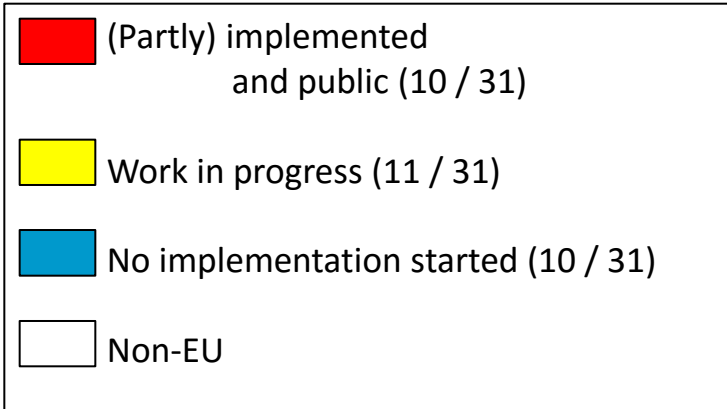 (Partly) implemented
and public (10 / 31)
Work in progress (11 / 31)
No implementation started (10 / 31)
Non-EU